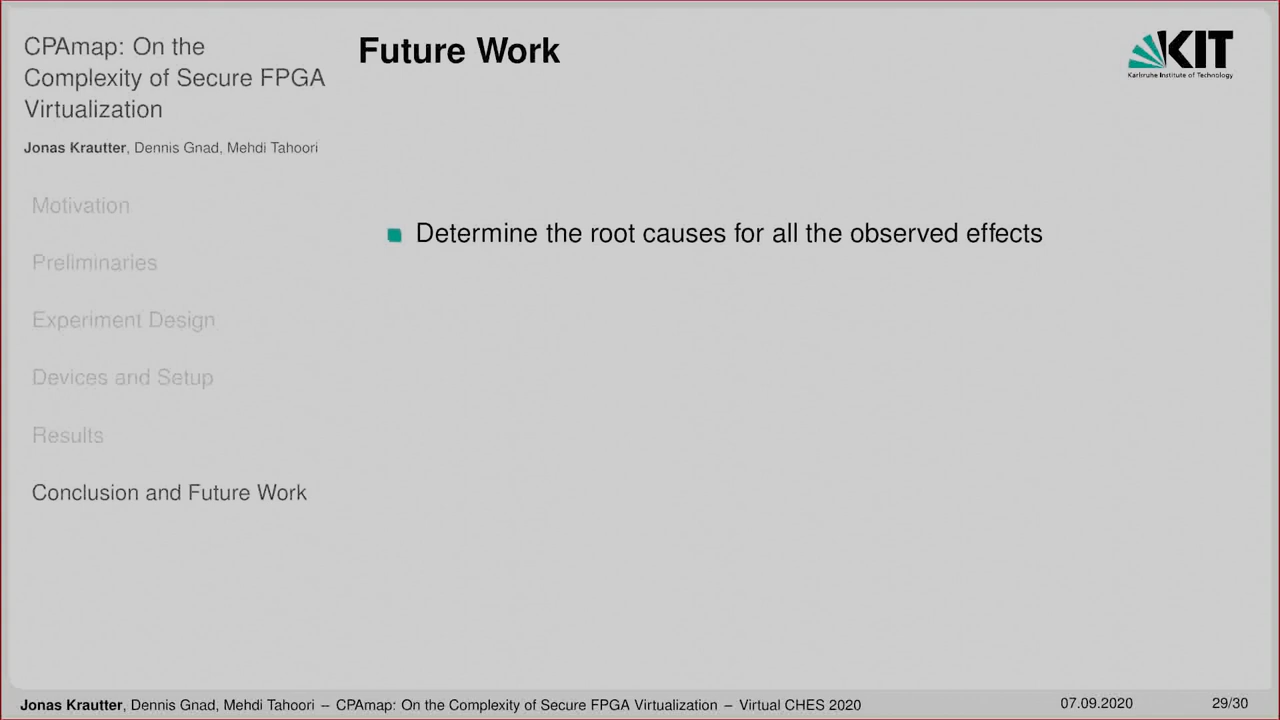 CPAmap: On the
Complexity of Secure FPGA
Virtualization
Jonas Krautter, Dennis Gnad, Mehdi Tahoori
Motivation
Preliminaries
Experiment Design
Devices and Setup
Results
Conclusion and Future Work
Future Work
KIT
Karlsruhe Institute of Technology
Determine the root causes for all the observed effects
Jonas Krautter, Dennis Gnad, Mehdi Tahoori – CPAmap: On the Complexity of Secure FPGA Virtualization – Virtual CHES 2020
07.09.2020
29/30